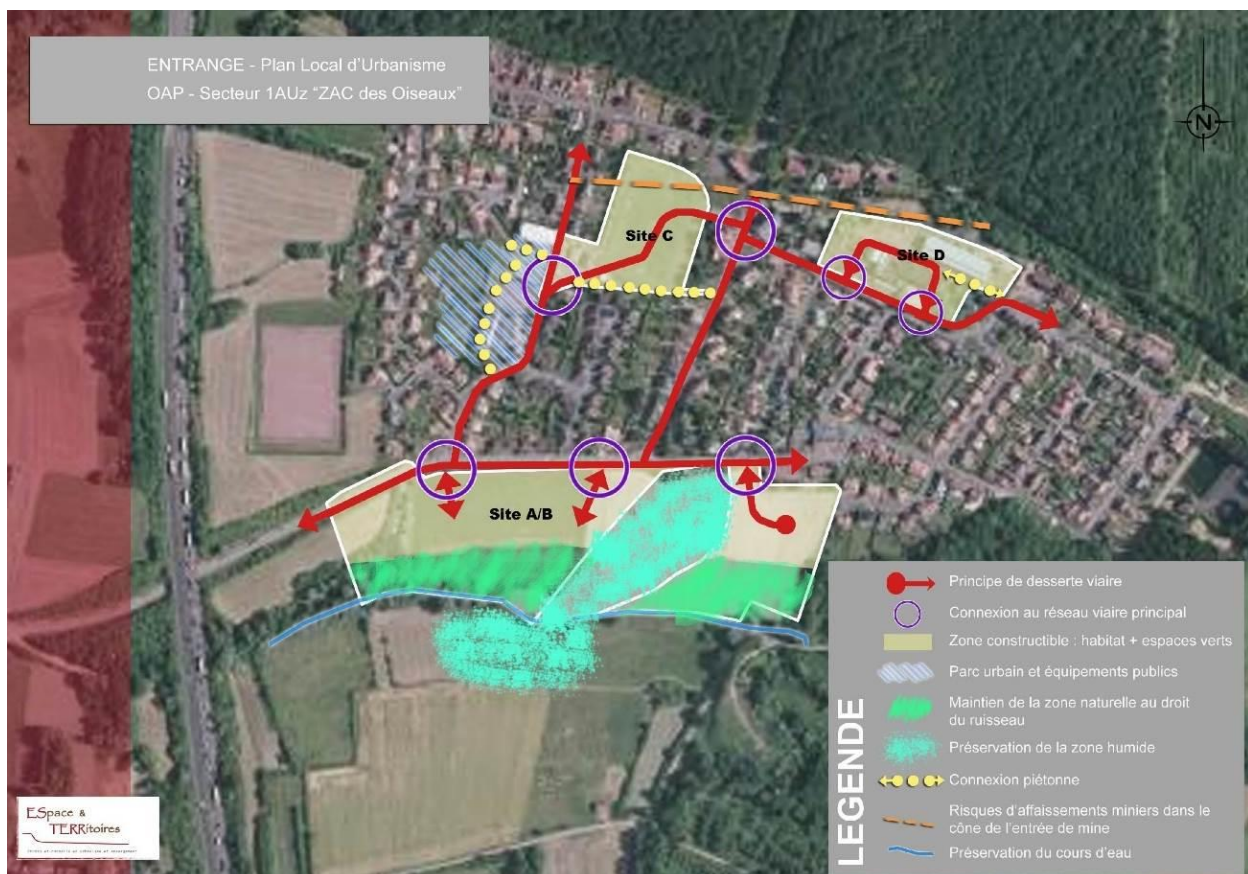 ENTRANGE - Plan Local d'Urbanisme
OAP - Secteur 1AUz "ZAC des Oiseaux"
N
Site C
Site D
Site A/B
LEGENDE
Principe de desserte viaire
Connexion au réseau viaire principal
Zone constructible : habitat + espaces verts
Parc urbain et équipements publics
Maintien de la zone naturelle au droit
du ruisseau
Préservation de la zone humide
Connexion piétonne
Risques d'affaissements miniers dans le
cône de l'entrée de mine
Préservation du cours d'eau
ESpace &
TERRitoires